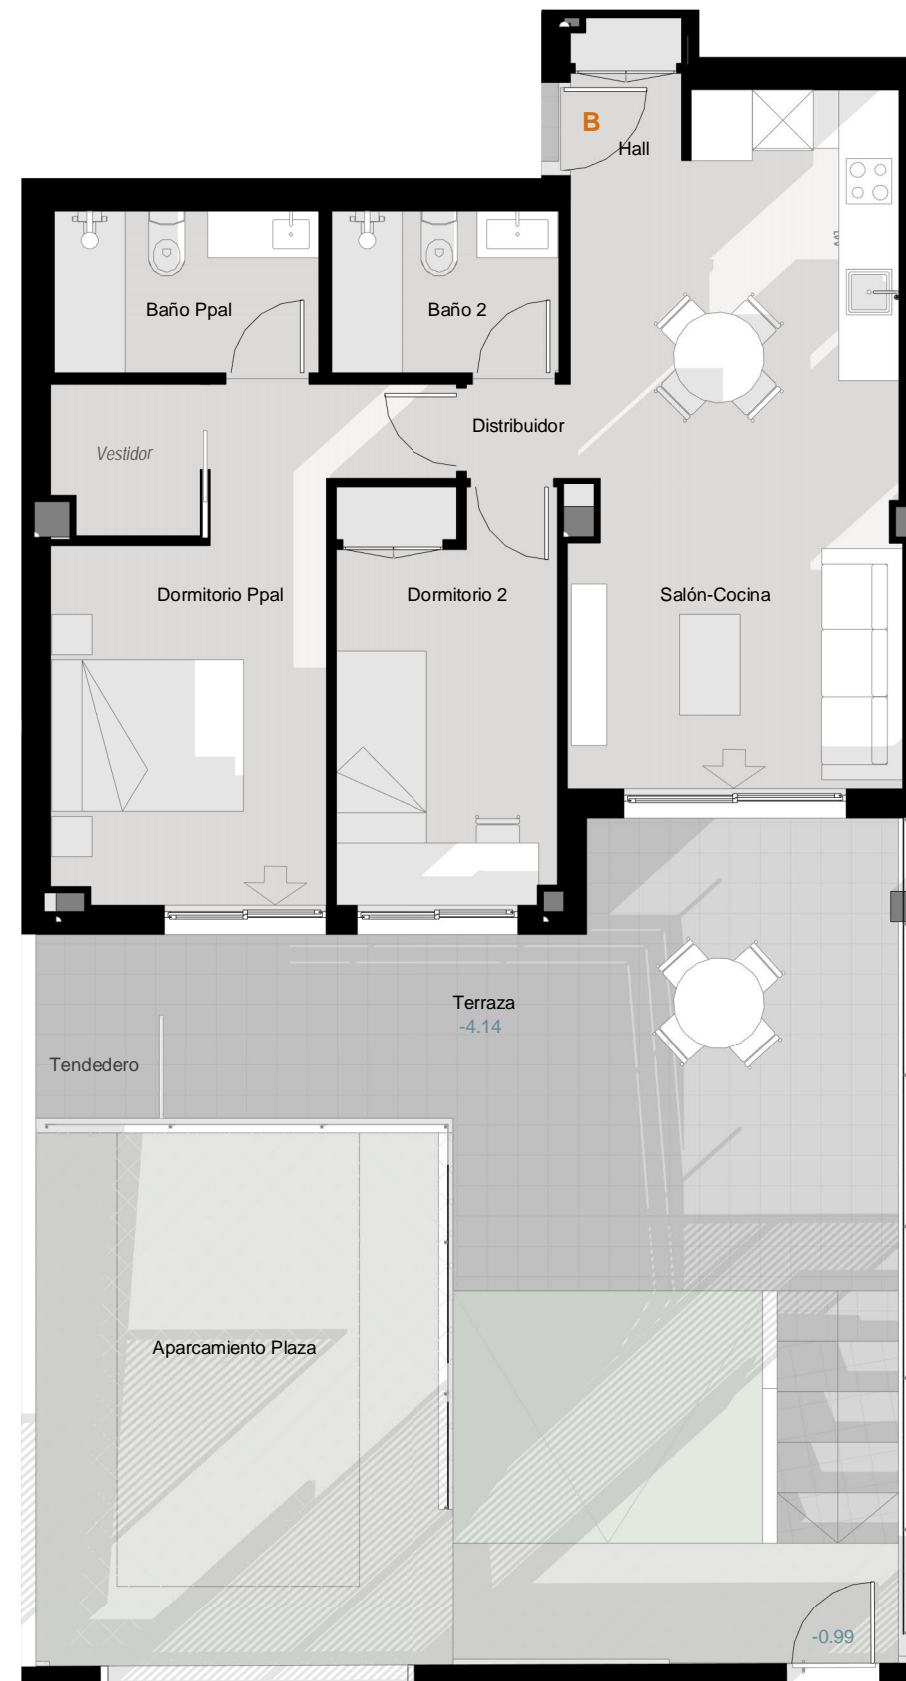 B
Hall
Baño Ppal
Baño 2
Distribuidor
Vestidor
Dormitorio Ppal
Dormitorio 2
Salón-Cocina
Terraza
-4.14
Tendedero
Aparcamiento Plaza
-0.99